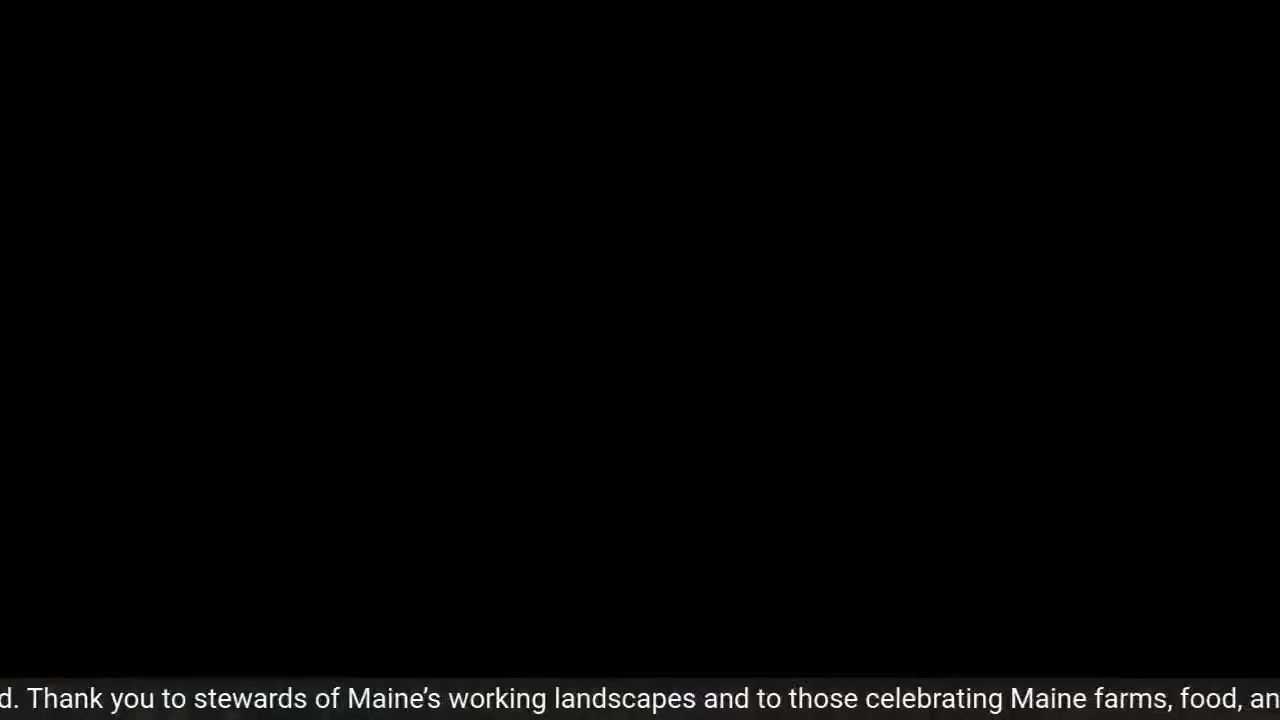 d. Thank you to stewards of Maine’s working landscapes and to those celebrating Maine farms, food, an